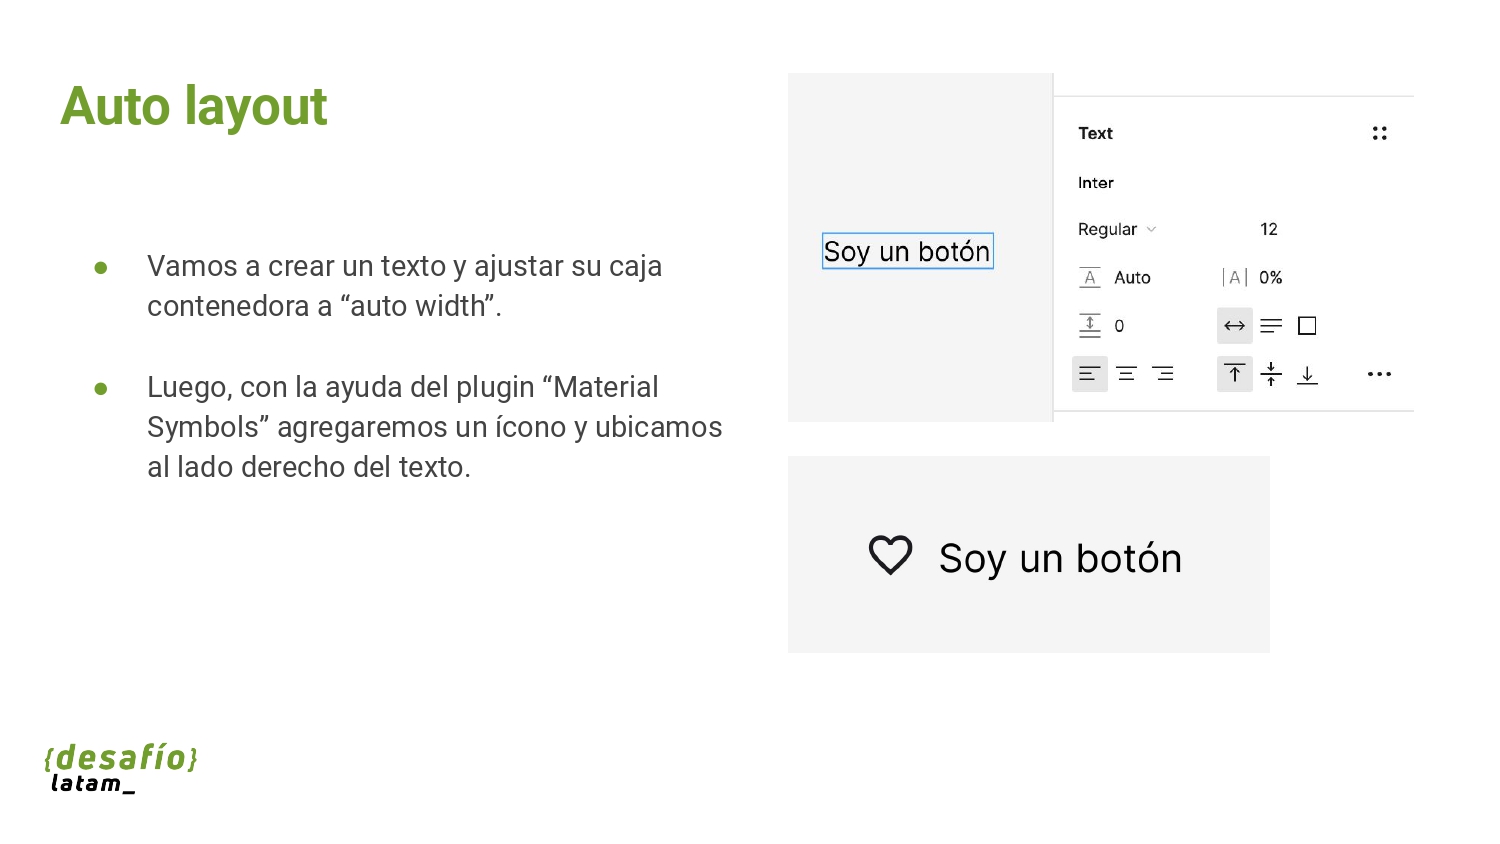 Auto layout
● Vamos a crear un texto y ajustar su caja
contenedora a “auto width”.
● Luego, con la ayuda del plugin “Material
Symbols” agregaremos un ícono y ubicamos
al lado derecho del texto.
Soy un botón
Text
Inter
Regular 12
A Auto |A| 0%
0
Soy un botón
{desafío}
latam_